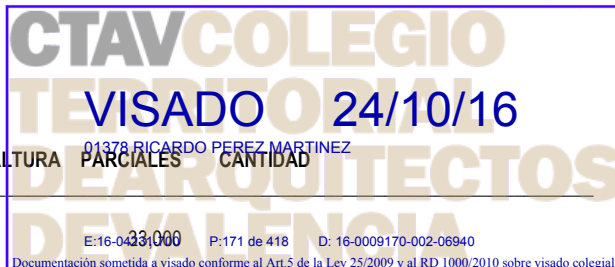 CTAVCOLEGIO
TERRITORIAL
VISADO 24/10/16
01378 RICARDO PEREZ MARTINEZ
ALTURA PARCIALES CANTIDAD
DEARQUITECTOS
DEVALENCIA
33,000
E:16-04231-700 P:171 de 418 D: 16-0009170-002-06940
Documentación sometida a visado conforme al Art.5 de la Ley 25/2009 y al RD 1000/2010 sobre visado colegial